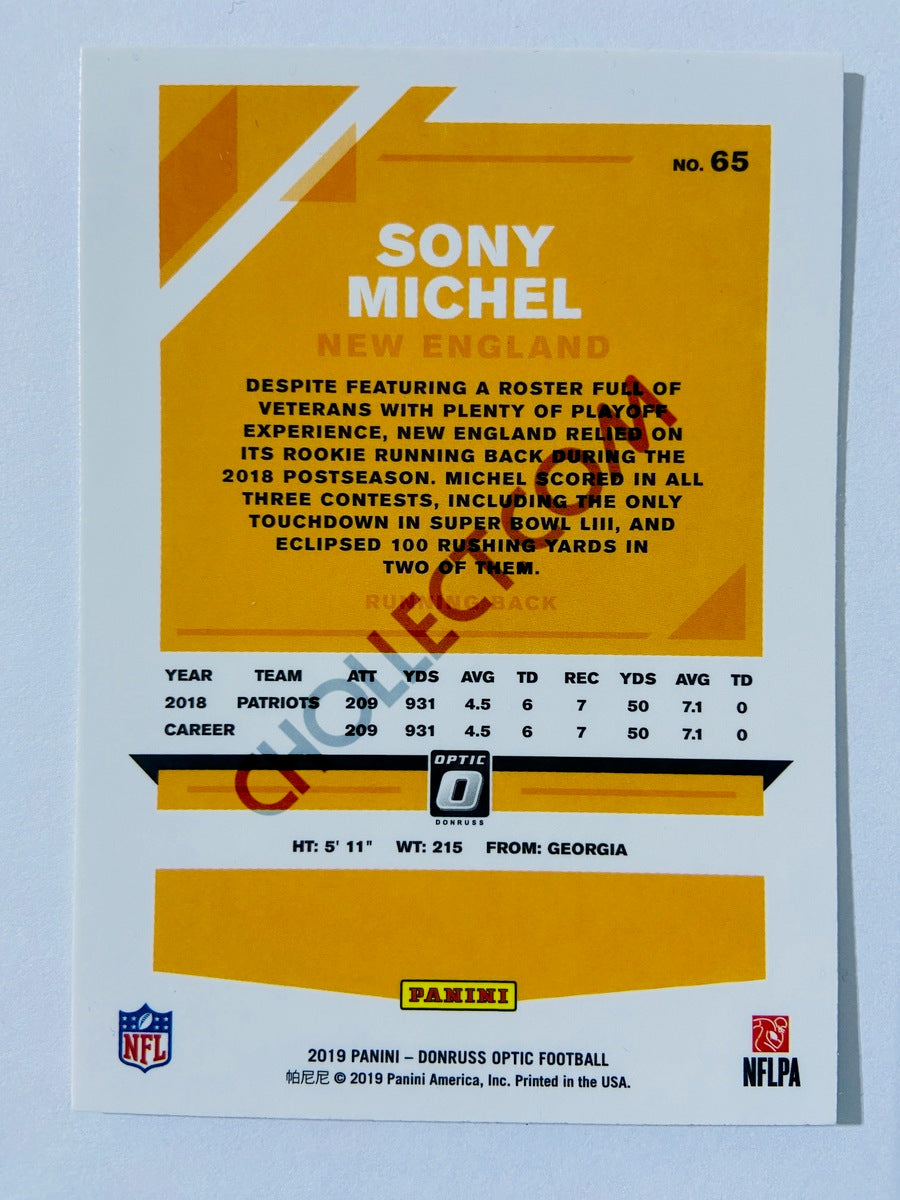 NO. 65
SONY
MICHEL
NEW ENGLAND
DESPITE FEATURING A ROSTER FULL OF
VETERANS WITH PLENTY OF PLAYOFF
EXPERIENCE, NEW ENGLAND RELIED ON
ITS ROOKIE RUNNING BACK DURING THE
2018 POSTSEASON. MICHEL SCORED IN ALL
THREE CONTESTS, INCLUDING THE ONLY
TOUCHDOWN IN SUPER BOWL LIII, AND
ECLIPSED 100 RUSHING YARDS IN
TWO OF THEM.
RUNNING BACK
CHOLLECT.COM
YEAR TEAM ATT YDS AVG TD REC YDS AVG TD
2018 PATRIOTS 209 931 4.5 6 7 50 7.1 0
CAREER 209 931 4.5 6 7 50 7.1 0
OPTIC
O
DONRUSS
HT: 5' 11" WT: 215 FROM: GEORGIA
PANINI
NFL
NFLPA
2019 PANINI – DONRUSS OPTIC FOOTBALL
帕尼尼 © 2019 Panini America, Inc. Printed in the USA.